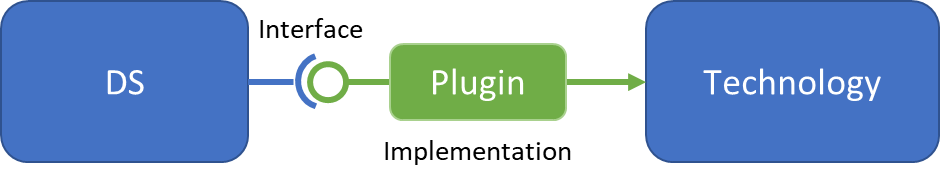 Interface
DS
Plugin
Technology
Implementation